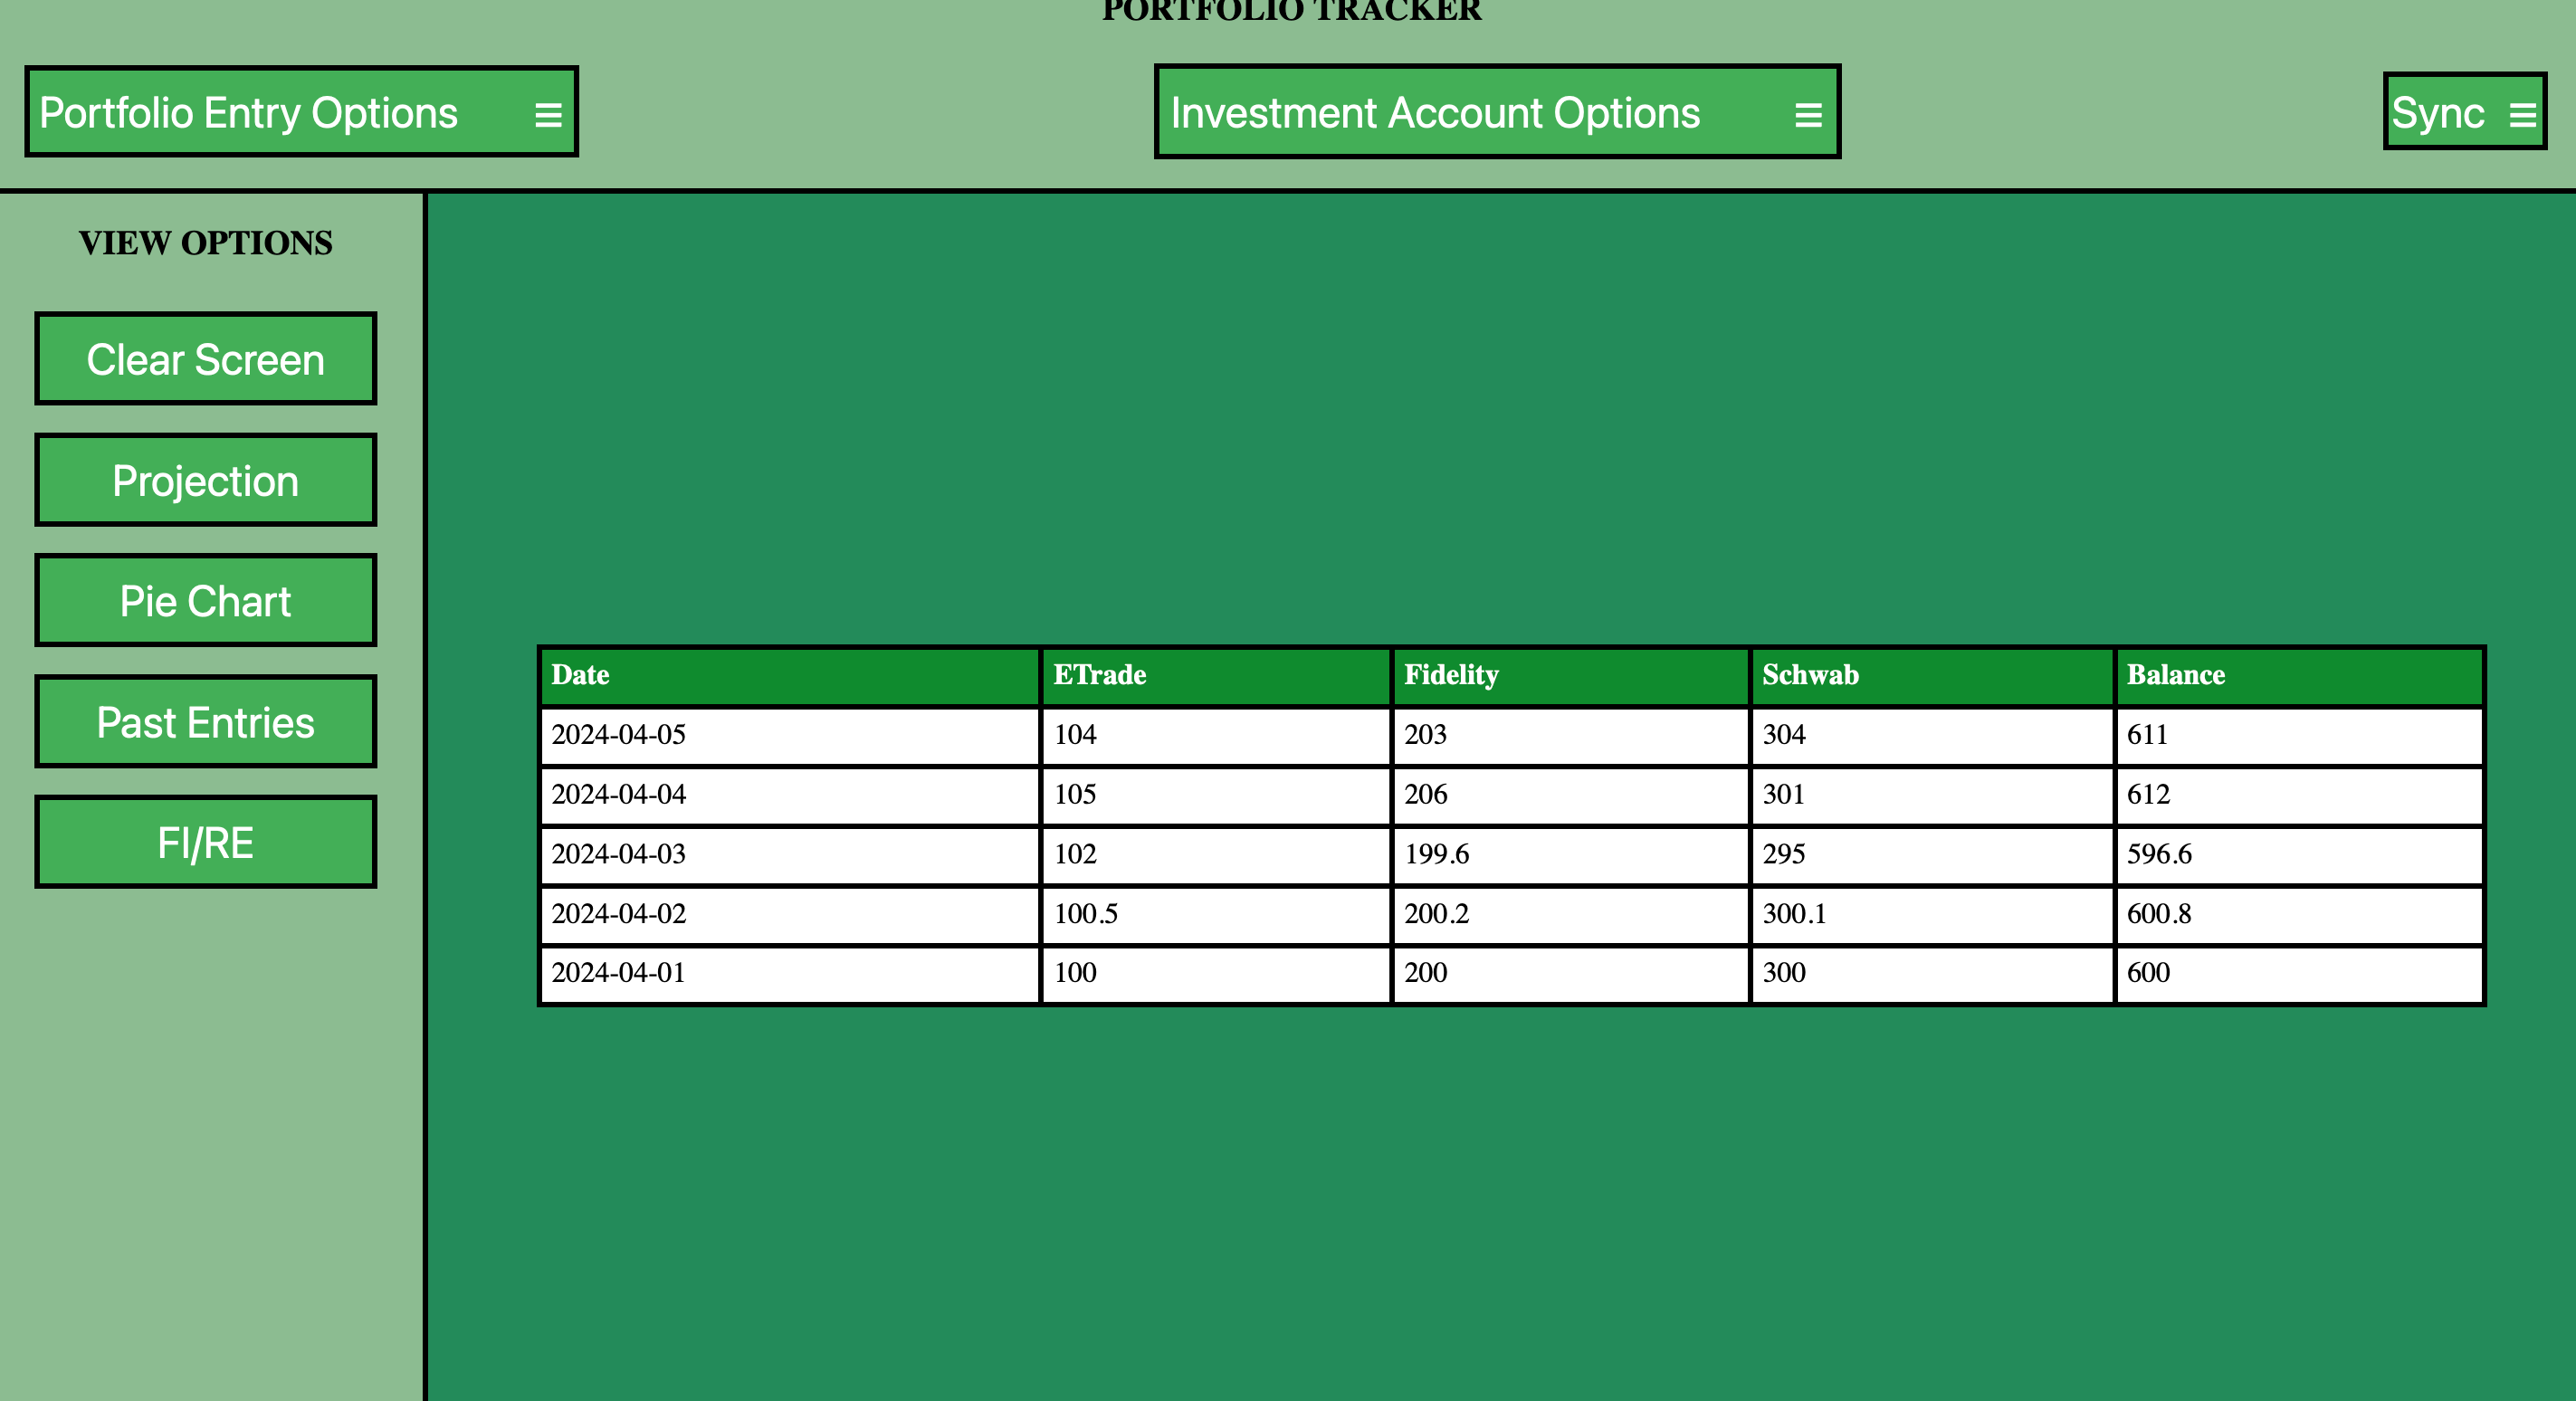 PORTFOLIO TRACKER
Portfolio Entry Options
Investment Account Options
Sync
VIEW OPTIONS
Clear Screen
Projection
Pie Chart
Past Entries
FI/RE
Date ETrade Fidelity Schwab Balance
2024-04-05 104 203 304 611
2024-04-04 105 206 301 612
2024-04-03 102 199.6 295 596.6
2024-04-02 100.5 200.2 300.1 600.8
2024-04-01 100 200 300 600